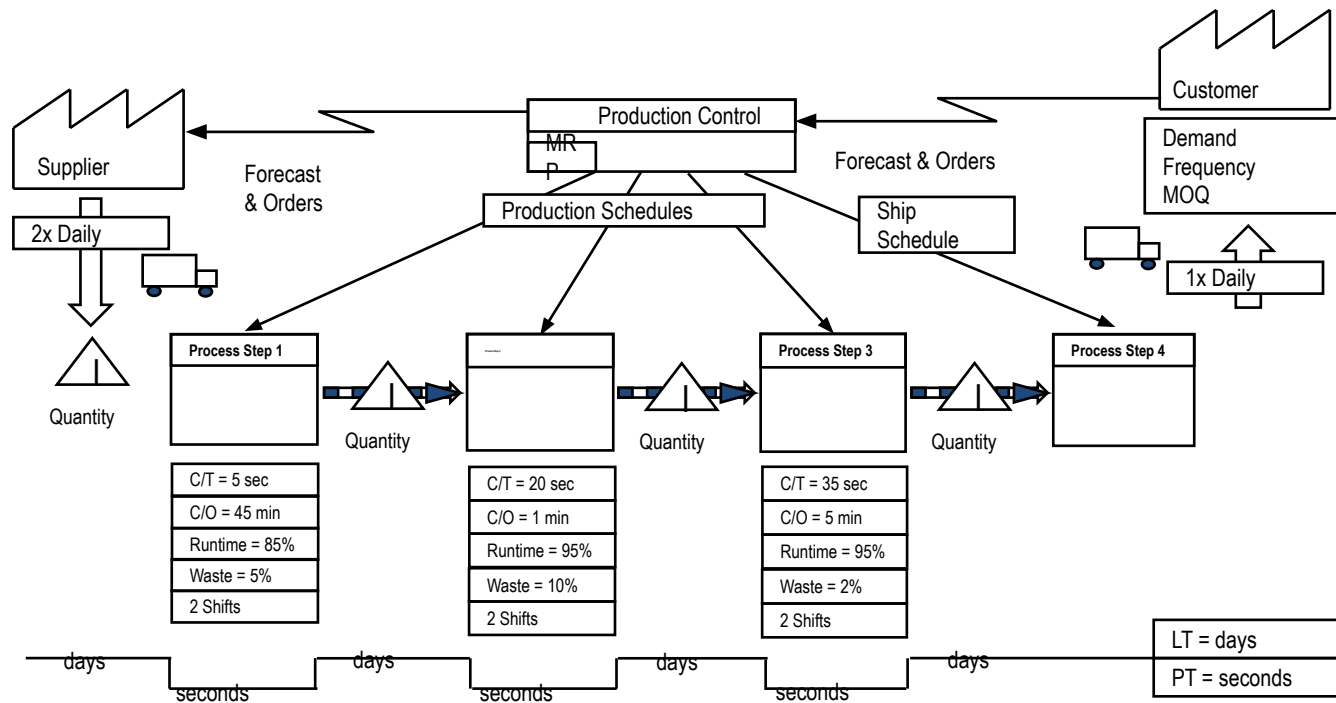 Customer
Production Control
MR
P
Demand
Frequency
MOQ
Supplier
Forecast
& Orders
Forecast & Orders
Production Schedules
Ship
Schedule
2x Daily
1x Daily
Process Step 1
Process Step 3
Process Step 4
Quantity
Quantity
Quantity
Quantity
C/T = 5 sec
C/O = 45 min
Runtime = 85%
Waste = 5%
2 Shifts
C/T = 20 sec
C/O = 1 min
Runtime = 95%
Waste = 10%
2 Shifts
C/T = 35 sec
C/O = 5 min
Runtime = 95%
Waste = 2%
2 Shifts
days
seconds
days
seconds
days
seconds
days
LT = days
PT = seconds